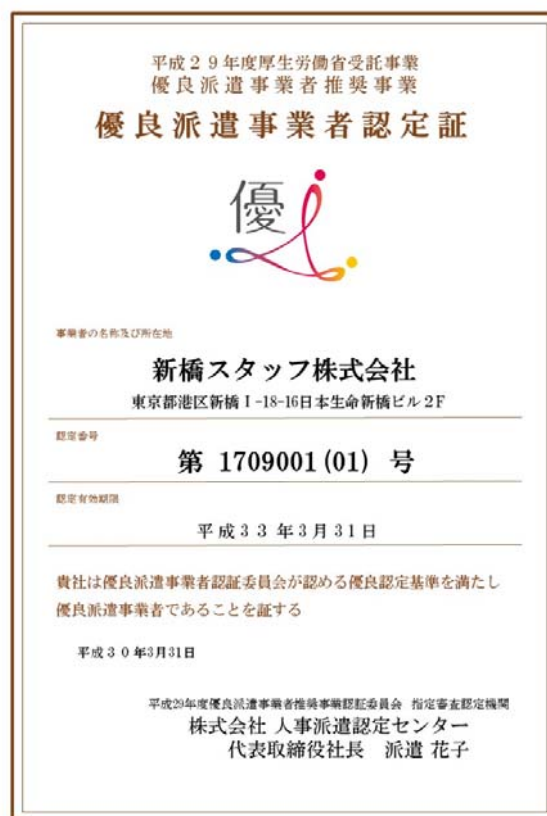 平成２９年度厚生労働省受託事業
優良派遣事業者推奨事業
優良派遣事業者認定証
優
事業者の名称及び所在地
新橋スタッフ株式会社
東京都港区新橋１-18-16日本生命新橋ビル２F
認定番号
第 1709001(01) 号
認定有効期限
平成３３年3月31日
貴社は優良派遣事業者認証委員会が認める優良認定基準を満たし
優良派遣事業者であることを証する
平成３０年3月31日
平成29年度優良派遣事業者推奨事業認証委員会 指定審査認定機関
株式会社 人事派遣認定センター
代表取締役社長 派遣 花子